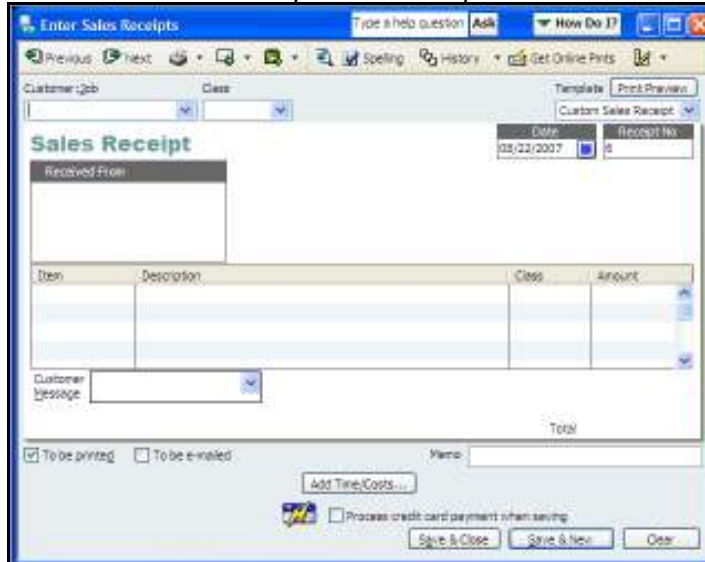 Enter Sales Receipts Type a help question Ask How Do I?
Previous Next Spelling History Get Online Pmts
Customer:Job Class Template Print Preview
Custom Sales Receipt
Sales Receipt Date Receipt No
03/22/2007 6
Received From
Item Description Class Amount
Customer
Message
Total
To be printed To be e-mailed Memo
Add Time/Costs...
Process credit card payment when saving
Save & Close Save & New Clear